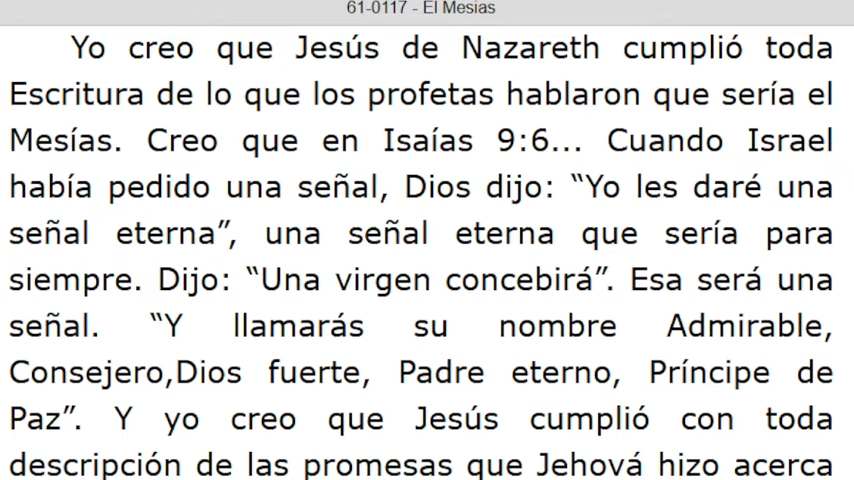 61-0117 - El Mesias
Yo creo que Jesús de Nazareth cumplió toda
Escritura de lo que los profetas hablaron que sería el
Mesías. Creo que en Isaías 9:6... Cuando Israel
había pedido una señal, Dios dijo: “Yo les daré una
señal eterna”, una señal eterna que sería para
siempre. Dijo: “Una virgen concebirá”. Esa será una
señal. “Y llamarás su nombre Admirable,
Consejero,Dios fuerte, Padre eterno, Príncipe de
Paz”. Y yo creo que Jesús cumplió con toda
descripción de las promesas que Jehová hizo acerca